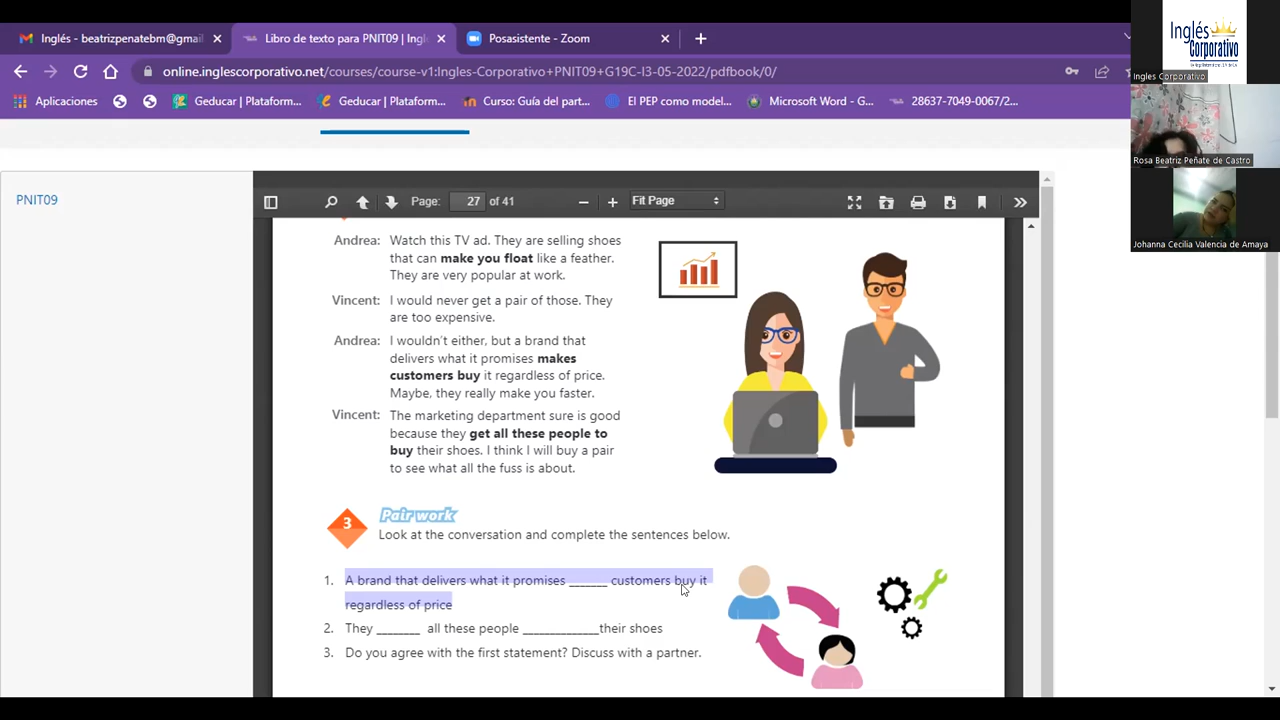 Inglés - beatrizpenatebm@gmai
Libro de texto para PNIT09 | Ingl
Posasistente - Zoom
online.inglescorporativo.net/courses/course-v1:Ingles-Corporativo+PNIT09+G19C-I3-05-2022/pdfbook/0/
Aplicaciones
Geducar | Plataform...
Geducar | Plataform...
Curso: Guía del part...
El PEP como model...
Microsoft Word - G...
28637-7049-0067/2...
Inglés
Corporativo
Ingles Corporativo
Rosa Beatriz Peñate de Castro
Johanna Cecilia Valencia de Amaya
PNIT09
Page: 27 of 41
Fit Page
Andrea: Watch this TV ad. They are selling shoes
that can make you float like a feather.
They are very popular at work.
Vincent: I would never get a pair of those. They
are too expensive.
Andrea: I wouldn't either, but a brand that
delivers what it promises makes
customers buy it regardless of price.
Maybe, they really make you faster.
Vincent: The marketing department sure is good
because they get all these people to
buy their shoes. I think I will buy a pair
to see what all the fuss is about.
3 Pair work
Look at the conversation and complete the sentences below.
1. A brand that delivers what it promises _______ customers buy it
regardless of price
2. They ________ all these people ______________their shoes
3. Do you agree with the first statement? Discuss with a partner.